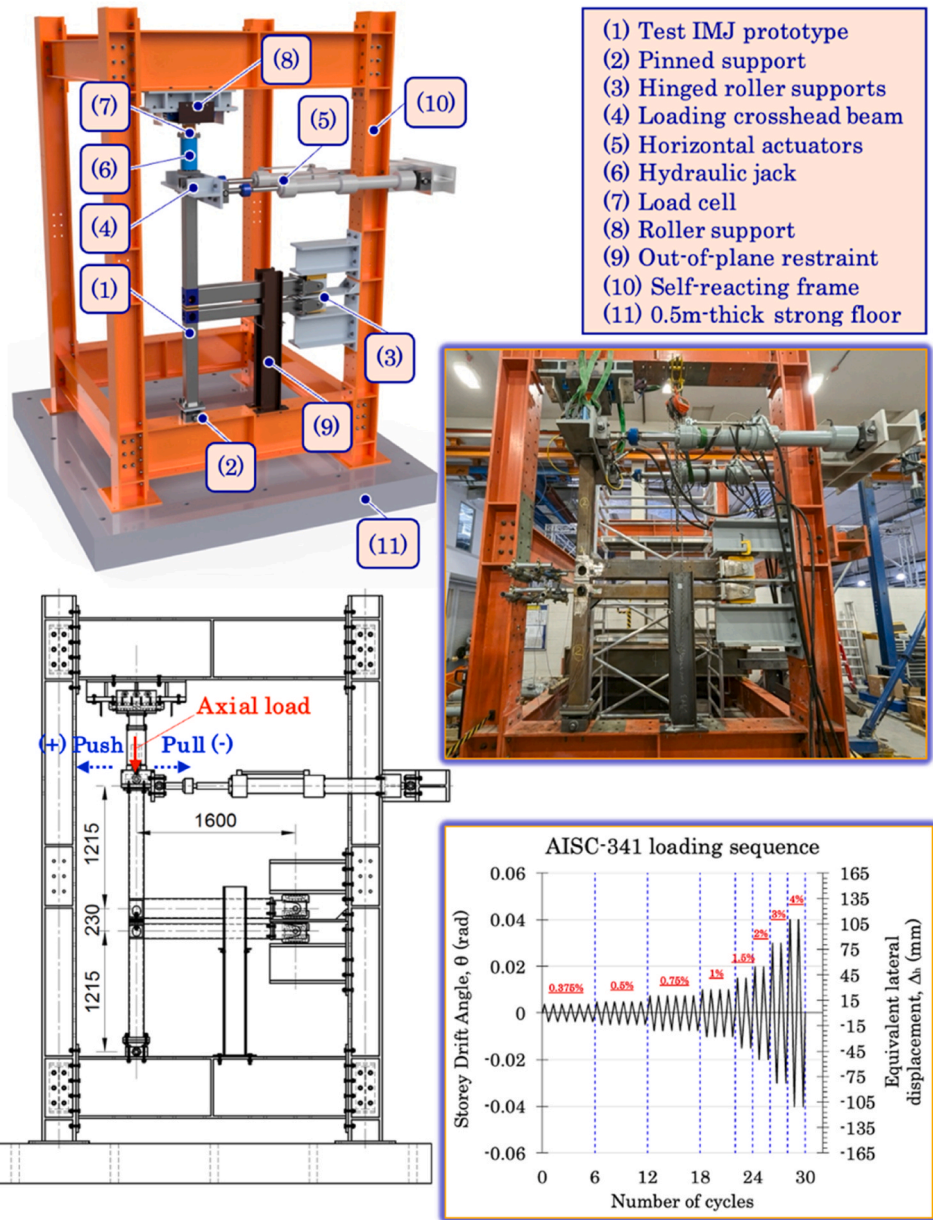 (1) Test IMJ prototype
(2) Pinned support
(3) Hinged roller supports
(4) Loading crosshead beam
(5) Horizontal actuators
(6) Hydraulic jack
(7) Load cell
(8) Roller support
(9) Out-of-plane restraint
(10) Self-reacting frame
(11) 0.5m-thick strong floor
(8)
(7)
(5)
(10)
(6)
(4)
(1)
(3)
(9)
(2)
(11)
Axial load
(+) Push
Pull (-)
1600
1215
230
1215
AISC-341 loading sequence
Storey Drift Angle, θ (rad)
0.06
0.04
0.02
0
-0.02
-0.04
-0.06
0.375%
0.5%
0.75%
1%
1.5%
2%
3%
4%
165
135
105
75
45
15
-15
-45
-75
-105
-135
-165
Equivalent lateral
displacement, Δₕ (mm)
0 6 12 18 24 30
Number of cycles